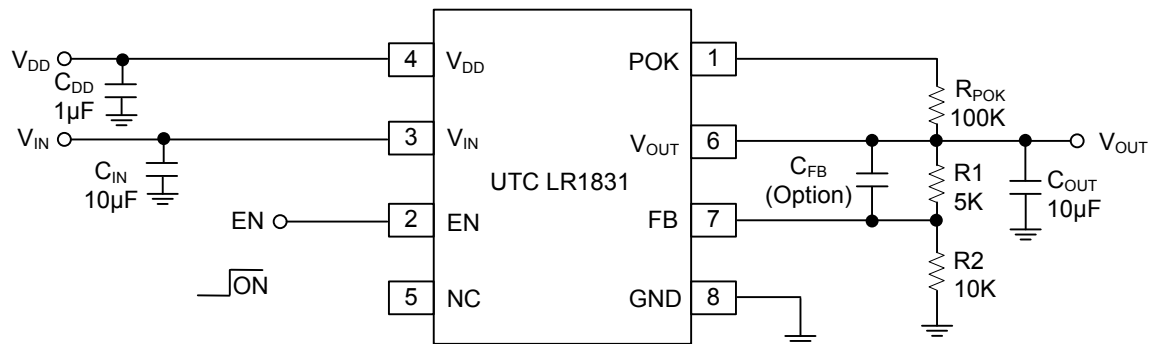 V_DD
C_DD
1µF
4
V_DD
V_IN
C_IN
10µF
3
V_IN
EN
2
EN
ON
5
NC
UTC LR1831
POK
1
R_POK
100K
V_OUT
6
V_OUT
C_FB
(Option)
R1
5K
C_OUT
10µF
FB
7
R2
10K
GND
8